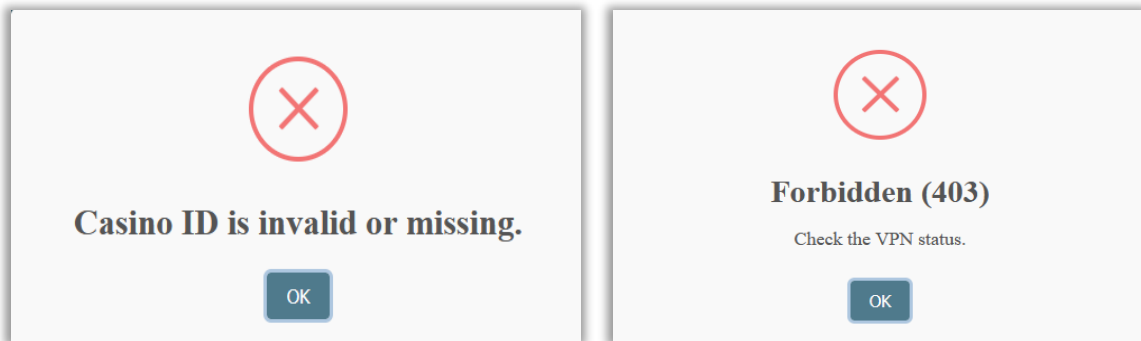 Casino ID is invalid or missing.
OK
Forbidden (403)
Check the VPN status.
OK